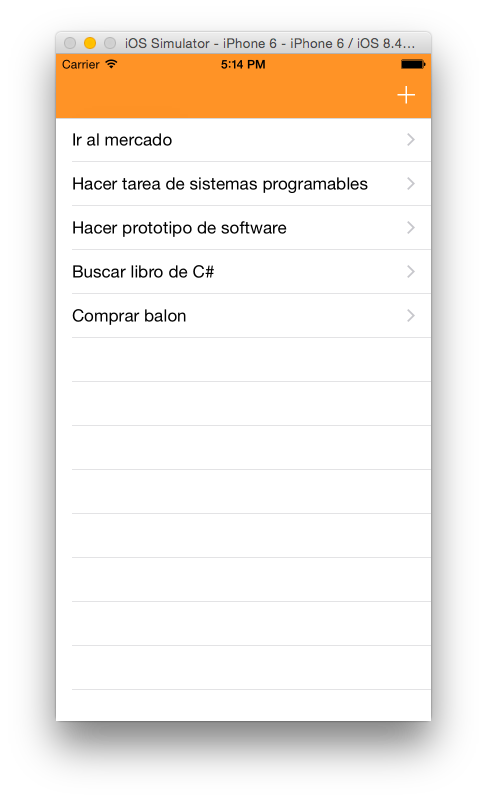 iOS Simulator - iPhone 6 - iPhone 6 / iOS 8.4...
Carrier 5:14 PM
Ir al mercado
Hacer tarea de sistemas programables
Hacer prototipo de software
Buscar libro de C#
Comprar balon